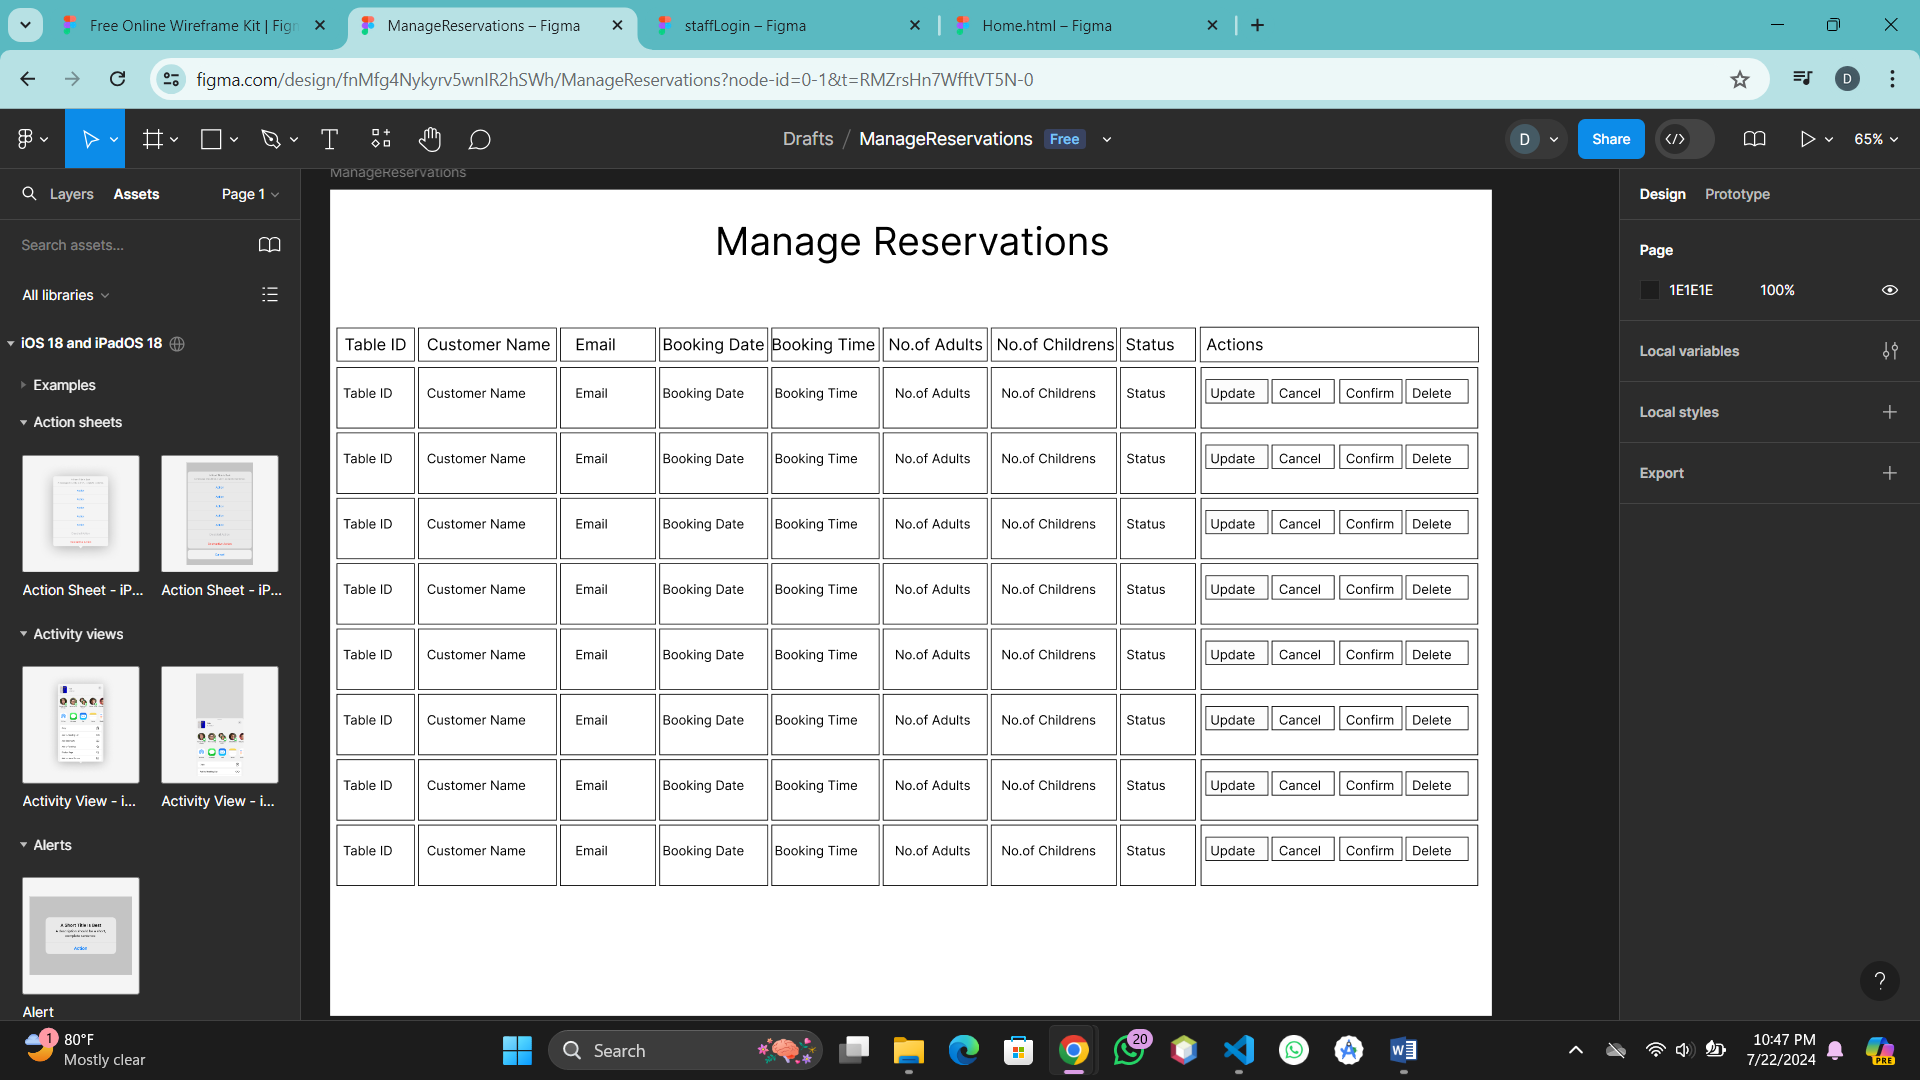 Free Online Wireframe Kit | Figm
ManageReservations – Figma
staffLogin – Figma
Home.html – Figma
figma.com/design/fnMfg4Nykyrv5wnIR2hSWh/ManageReservations?node-id=0-1&t=RMZrsHn7WfftVT5N-0
D
Drafts / ManageReservations Free
D
Share
65%
Layers Assets Page 1
Search assets...
All libraries
iOS 18 and iPadOS 18
Examples
Action sheets
Action Sheet - iP... Action Sheet - iP...
Activity views
Activity View - i... Activity View - i...
Alerts
A Short Title Is Best
Action
Alert
ManageReservations
Manage Reservations
Table ID Customer Name Email Booking Date Booking Time No.of Adults No.of Childrens Status Actions
Table ID Customer Name Email Booking Date Booking Time No.of Adults No.of Childrens Status Update Cancel Confirm Delete
Table ID Customer Name Email Booking Date Booking Time No.of Adults No.of Childrens Status Update Cancel Confirm Delete
Table ID Customer Name Email Booking Date Booking Time No.of Adults No.of Childrens Status Update Cancel Confirm Delete
Table ID Customer Name Email Booking Date Booking Time No.of Adults No.of Childrens Status Update Cancel Confirm Delete
Table ID Customer Name Email Booking Date Booking Time No.of Adults No.of Childrens Status Update Cancel Confirm Delete
Table ID Customer Name Email Booking Date Booking Time No.of Adults No.of Childrens Status Update Cancel Confirm Delete
Table ID Customer Name Email Booking Date Booking Time No.of Adults No.of Childrens Status Update Cancel Confirm Delete
Table ID Customer Name Email Booking Date Booking Time No.of Adults No.of Childrens Status Update Cancel Confirm Delete
Design Prototype
Page
1E1E1E 100%
Local variables
Local styles
Export
?
1
80°F
Mostly clear
Search
20
10:47 PM
7/22/2024
PRE